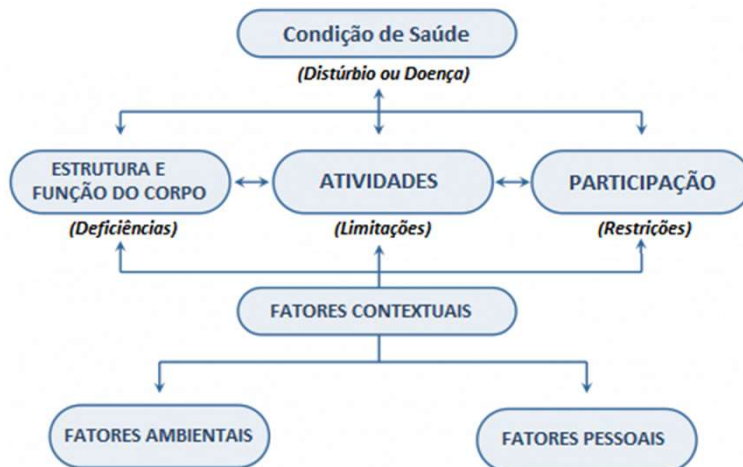 Condição de Saúde
(Distúrbio ou Doença)
ESTRUTURA E
FUNÇÃO DO CORPO
ATIVIDADES
PARTICIPAÇÃO
(Deficiências)
(Limitações)
(Restrições)
FATORES CONTEXTUAIS
FATORES AMBIENTAIS
FATORES PESSOAIS